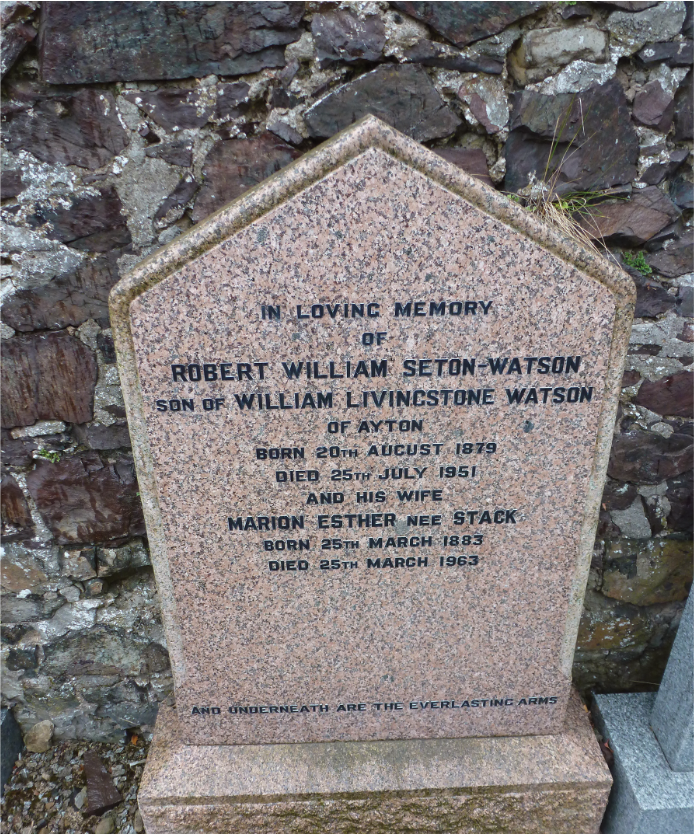 IN LOVING MEMORY
OF
ROBERT WILLIAM SETON-WATSON
SON OF WILLIAM LIVINGSTONE WATSON
OF AYTON
BORN 20TH AUGUST 1879
DIED 25TH JULY 1951
AND HIS WIFE
MARION ESTHER NEE STACK
BORN 25TH MARCH 1883
DIED 25TH MARCH 1963
AND UNDERNEATH ARE THE EVERLASTING ARMS